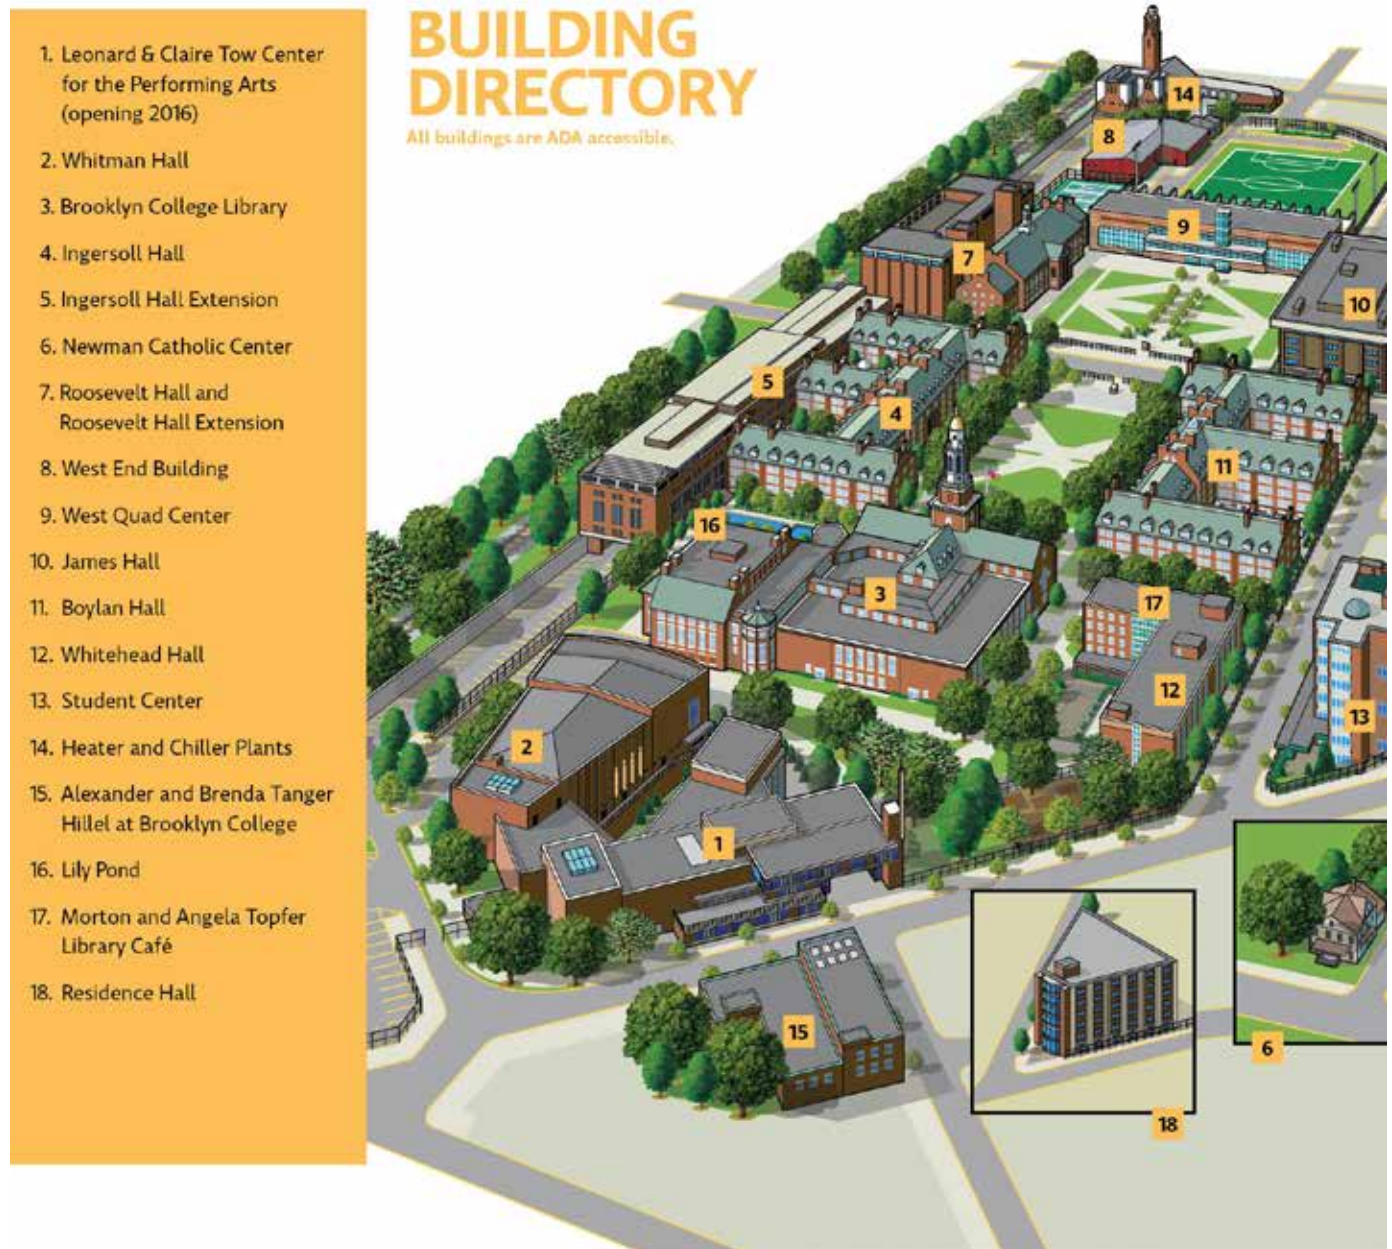 BUILDING
DIRECTORY
All buildings are ADA accessible.
1. Leonard & Claire Tow Center
for the Performing Arts
(opening 2016)
2. Whitman Hall
3. Brooklyn College Library
4. Ingersoll Hall
5. Ingersoll Hall Extension
6. Newman Catholic Center
7. Roosevelt Hall and
Roosevelt Hall Extension
8. West End Building
9. West Quad Center
10. James Hall
11. Boylan Hall
12. Whitehead Hall
13. Student Center
14. Heater and Chiller Plants
15. Alexander and Brenda Tanger
Hillel at Brooklyn College
16. Lily Pond
17. Morton and Angela Topfer
Library Café
18. Residence Hall
14
8
9
7
10
5
4
11
16
3
17
12
13
2
1
15
6
18